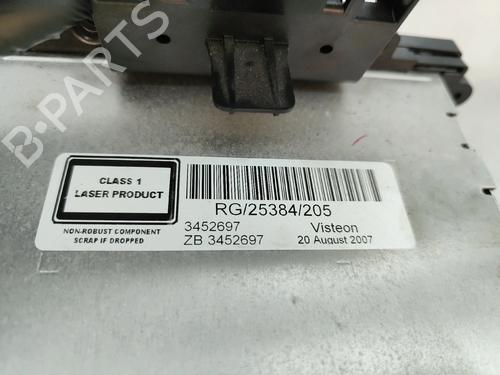 B-PARTS
CLASS 1
LASER PRODUCT
NON-ROBUST COMPONENT
SCRAP IF DROPPED
RG/25384/205
3452697
Visteon
ZB 3452697
20 August 2007